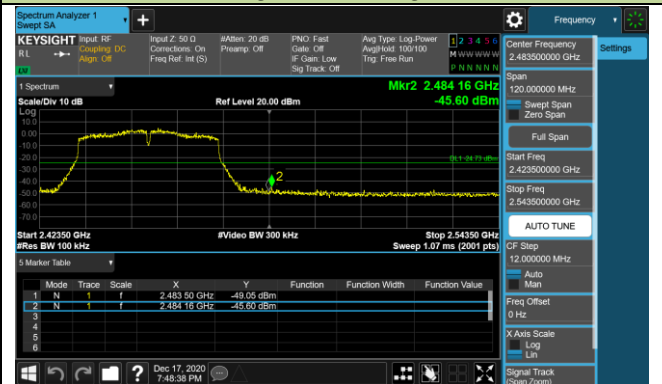 Spectrum Analyzer 1
Swept SA
Frequency
KEYSIGHT
RL
Input: RF
Coupling: DC
Align: Off
Input Z: 50 Ω
Corrections: On
Freq Ref: Int (S)
#Atten: 20 dB
Preamp: Off
PNO: Fast
Gate: Off
IF Gain: Low
Sig Track: Off
Avg Type: Log-Power
Avg|Hold: 100/100
Trig: Free Run
1 2 3 4 5 6
M W W W W W
P N N N N N
Center Frequency
2.483500000 GHz
Settings
Span
120.000000 MHz
Swept Span
Zero Span
Full Span
Start Freq
2.423500000 GHz
Stop Freq
2.543500000 GHz
AUTO TUNE
CF Step
12.000000 MHz
Auto
Man
Freq Offset
0 Hz
X Axis Scale
Log
Lin
Signal Track
(Span Zoom)
1 Spectrum
Mkr2 2.484 16 GHz
Scale/Div 10 dB
Ref Level 20.00 dBm
-45.60 dBm
Log
10.0
0.00
-10.0
-20.0
DL1 -24.73 dBm
-30.0
-40.0
2
-50.0
-60.0
-70.0
Start 2.42350 GHz
#Video BW 300 kHz
Stop 2.54350 GHz
#Res BW 100 kHz
Sweep 1.07 ms (2001 pts)
5 Marker Table
Mode Trace Scale X Y Function Function Width Function Value
1 N 1 f 2.483 50 GHz -49.05 dBm
2 N 1 f 2.484 16 GHz -45.60 dBm
3
4
5
6
?
Dec 17, 2020
7:48:38 PM